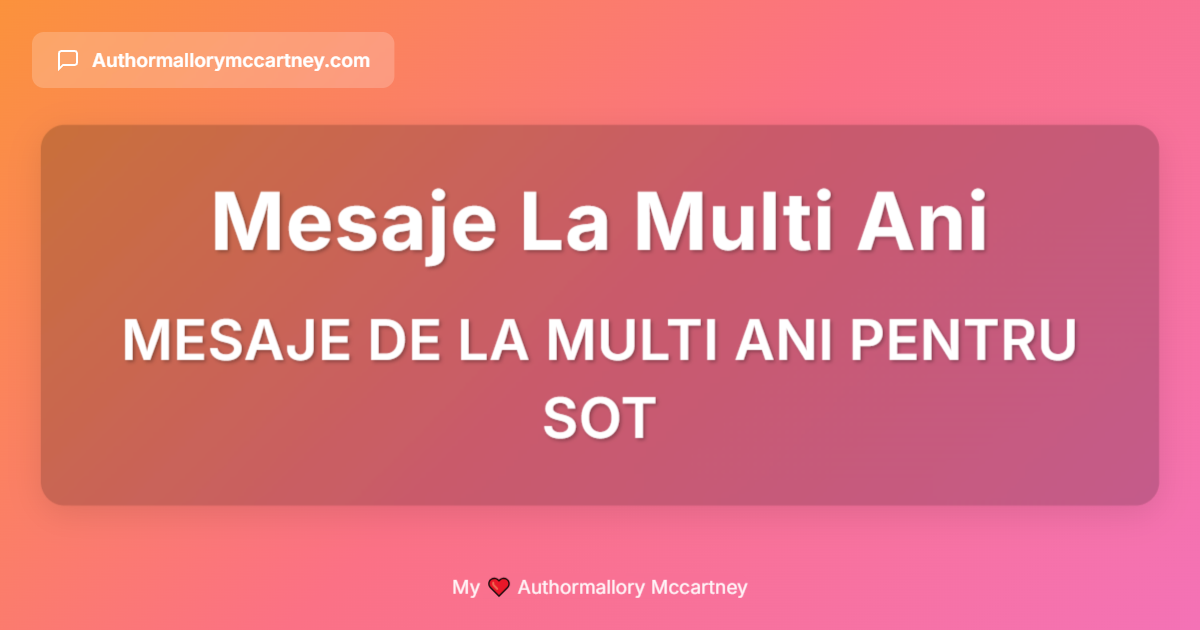 Authormallorymccartney.com
Mesaje La Multi Ani
MESAJE DE LA MULTI ANI PENTRU
SOT
My ❤️ Authormallory Mccartney